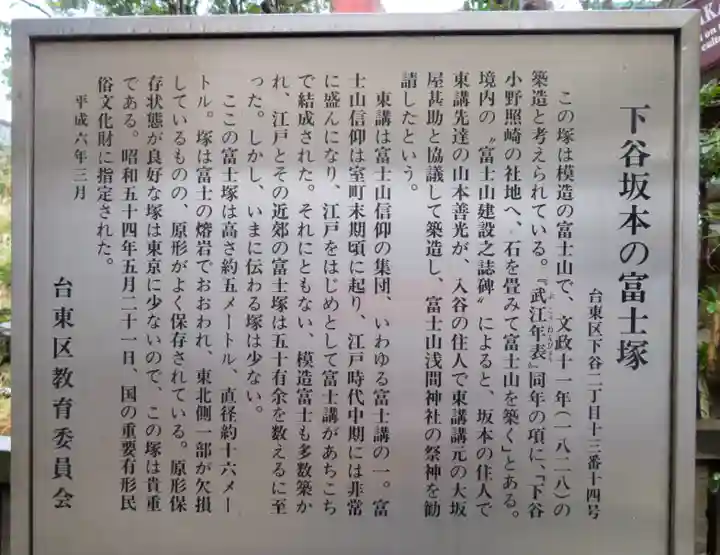 下谷坂本の富士塚
台東区下谷二丁目十三番十四号
この塚は模造の富士山で、文政十一年(一八二八)の
築造と考えられている。『武江年表』同年の項に、「下谷
ぶこうねんぴょう
小野照崎の社地へ、石を畳みて富士山を築く」とある。
境内の〝富士山建設之誌碑〟によると、坂本の住人で
東講先達の山本善光が、入谷の住人で東講講元の大坂
屋甚助と協議して築造し、富士山浅間神社の祭神を勧
請したという。
東講は富士山信仰の集団、いわゆる富士講の一。富
士山信仰は室町末期頃に起り、江戸時代中期には非常
に盛んになり、江戸をはじめとして富士講があちこち
で結成された。それにともない、模造富士も多数築か
れ、江戸とその近郊の富士塚は五十有余を数えるに至
った。しかし、いまに伝わる塚は少ない。
ここの富士塚は高さ約五メートル、直径約十六メー
トル。塚は富士の熔岩でおおわれ、東北側一部が欠損
しているものの、原形がよく保存されている。原形保
存状態が良好な塚は東京に少ないので、この塚は貴重
である。昭和五十四年五月二十一日、国の重要有形民
俗文化財に指定された。
平成六年三月
台東区教育委員会